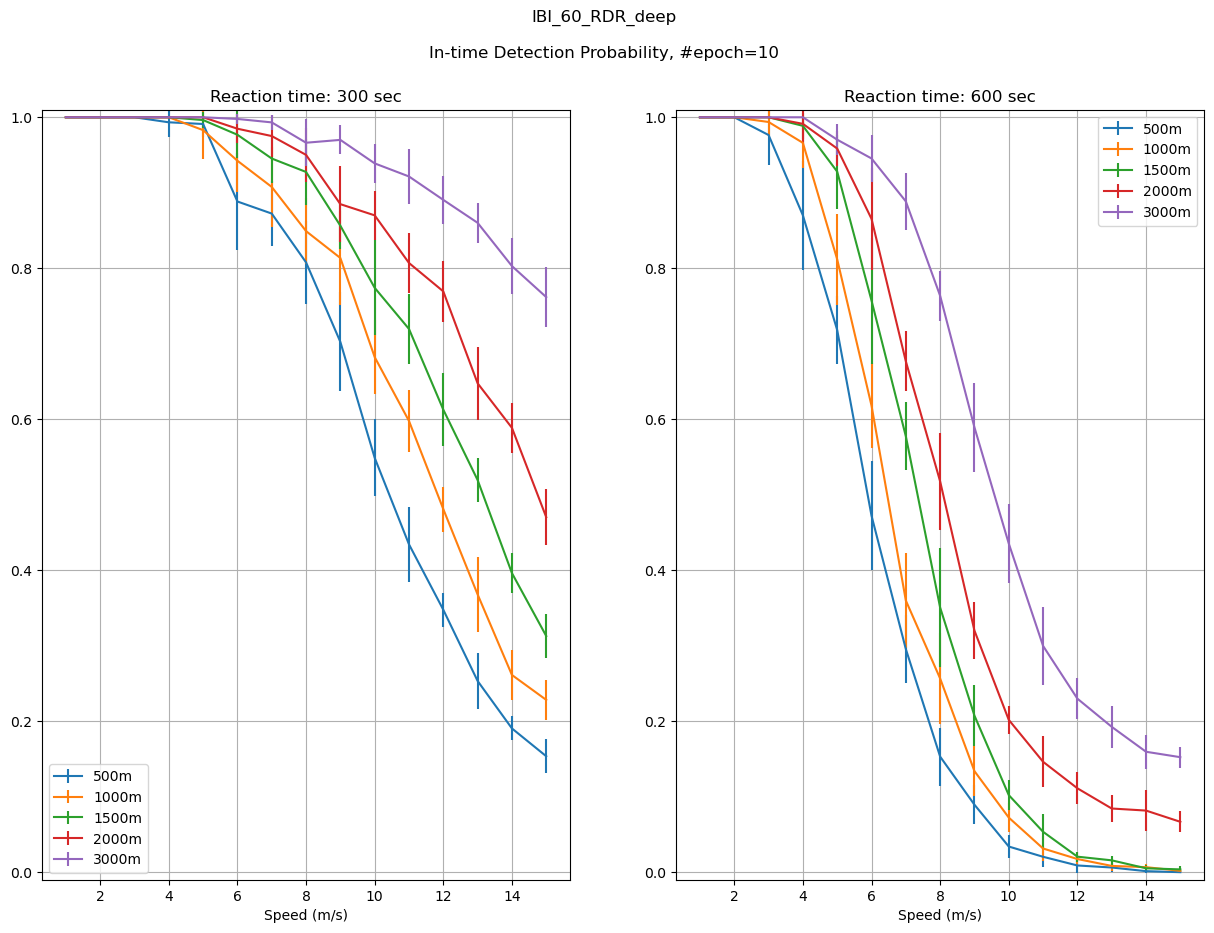 IBI_60_RDR_deep
In-time Detection Probability, #epoch=10
Reaction time: 300 sec
1.0
0.8
0.6
0.4
0.2
0.0
2 4 6 8 10 12 14
Speed (m/s)
500m
1000m
1500m
2000m
3000m
Reaction time: 600 sec
1.0
0.8
0.6
0.4
0.2
0.0
2 4 6 8 10 12 14
Speed (m/s)
500m
1000m
1500m
2000m
3000m